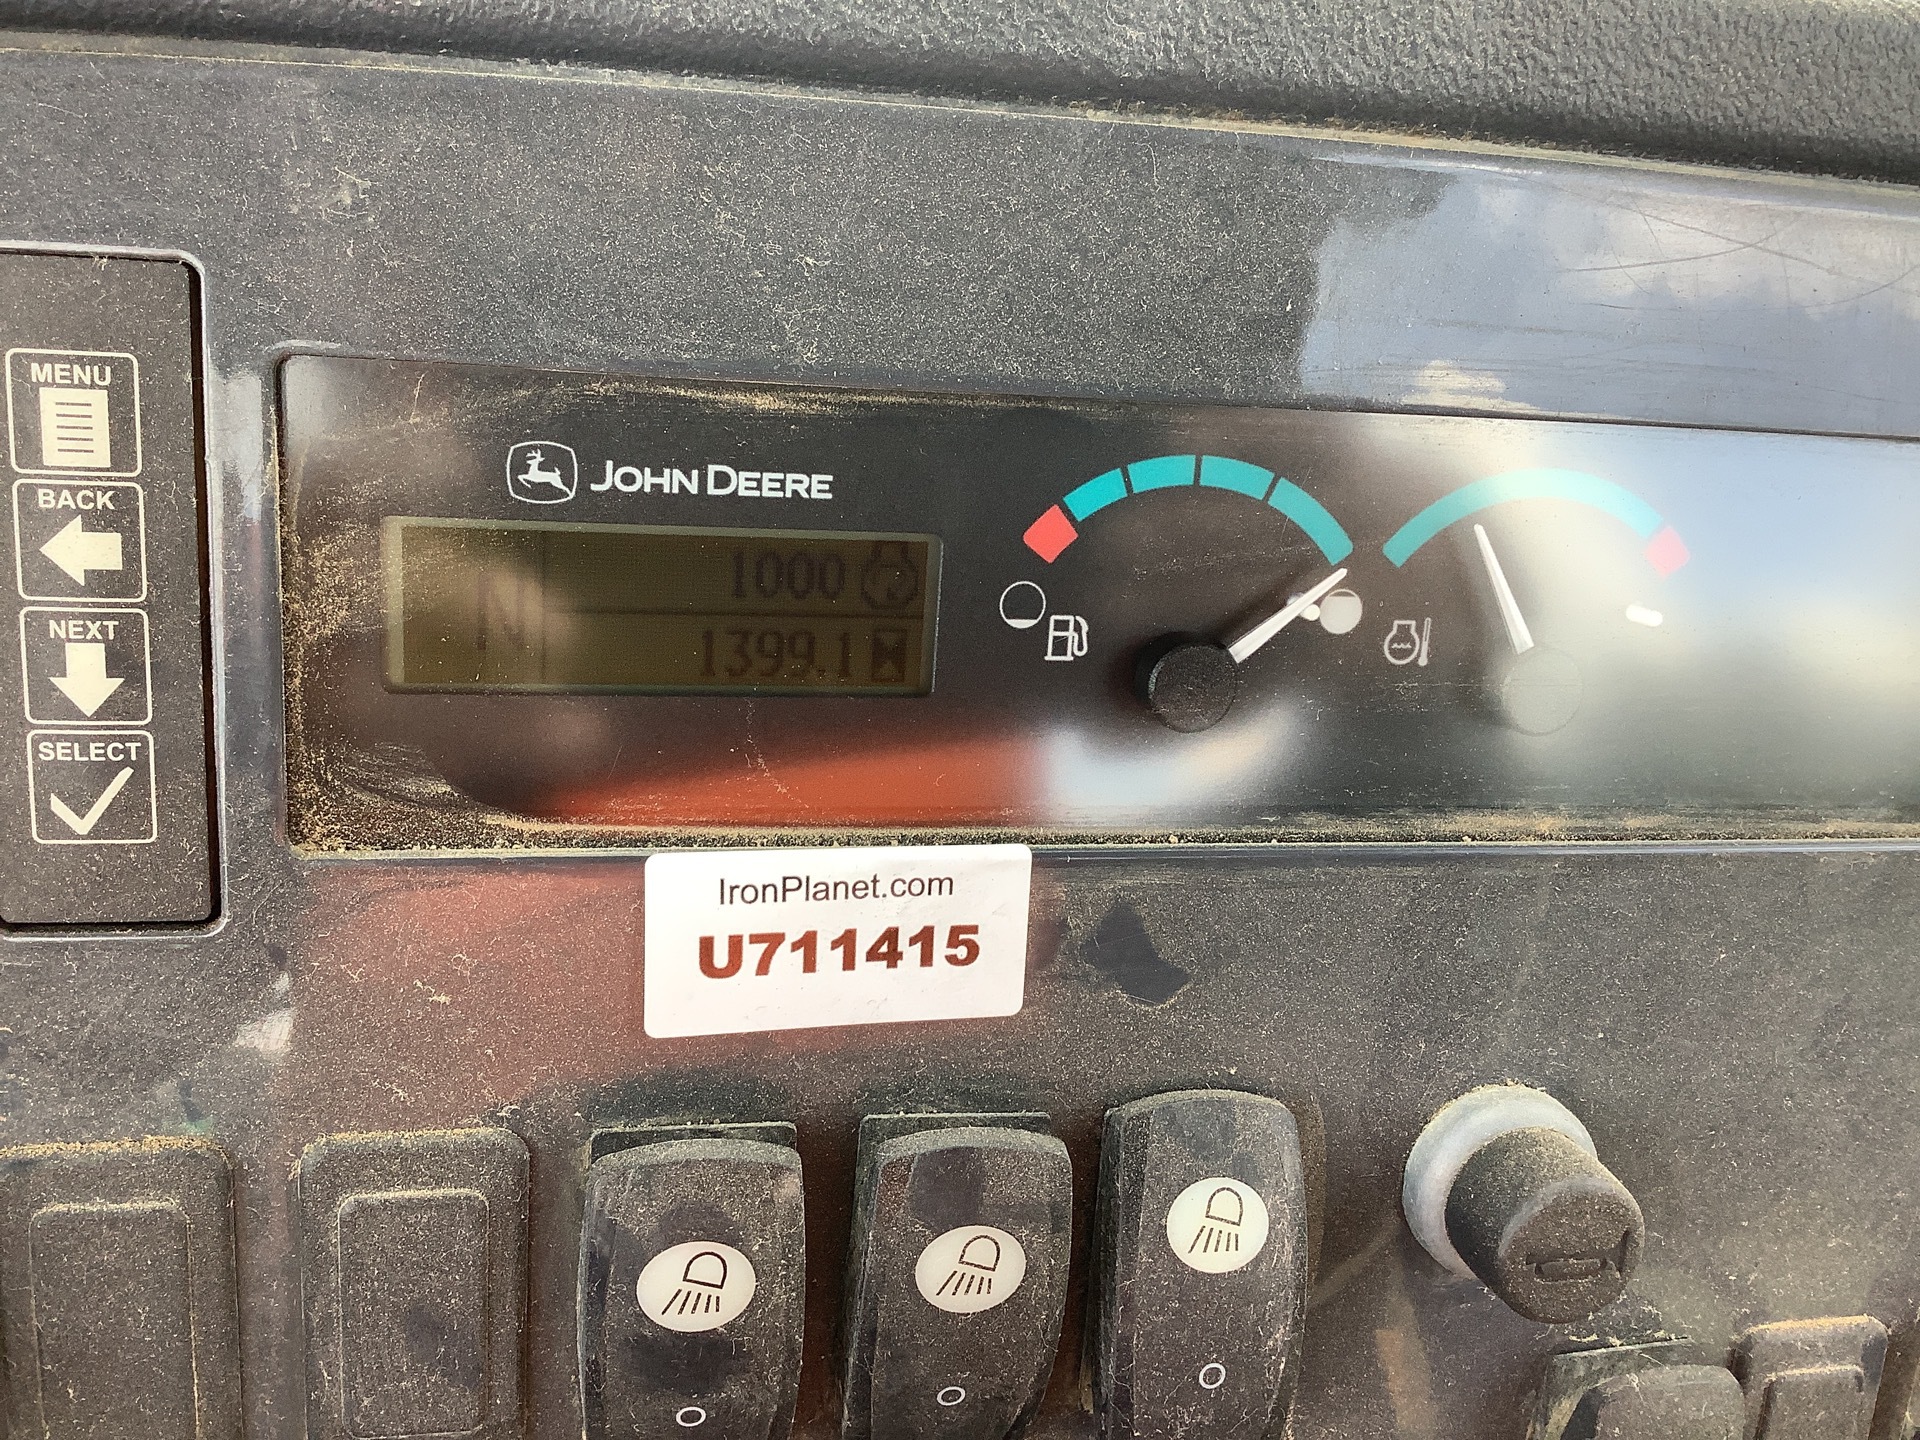 MENU
BACK
NEXT
SELECT
JOHN DEERE
N
1000
1399.1
IronPlanet.com
U711415